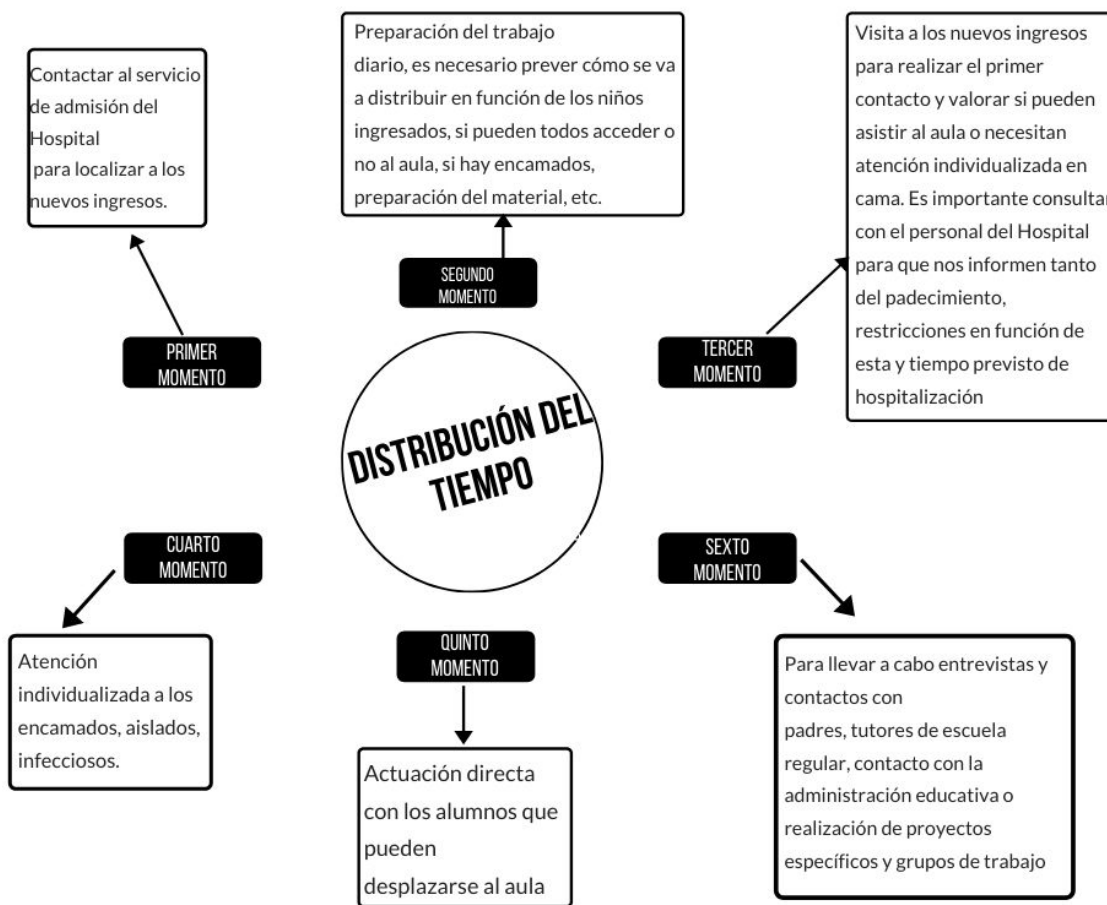 Contactar al servicio
de admisión del
Hospital
para localizar a los
nuevos ingresos.
PRIMER
MOMENTO
Preparación del trabajo
diario, es necesario prever cómo se va
a distribuir en función de los niños
ingresados, si pueden todos acceder o
no al aula, si hay encamados,
preparación del material, etc.
SEGUNDO
MOMENTO
Visita a los nuevos ingresos
para realizar el primer
contacto y valorar si pueden
asistir al aula o necesitan
atención individualizada en
cama. Es importante consultar
con el personal del Hospital
para que nos informen tanto
del padecimiento,
restricciones en función de
esta y tiempo previsto de
hospitalización
TERCER
MOMENTO
DISTRIBUCIÓN DEL
TIEMPO
CUARTO
MOMENTO
Atención
individualizada a los
encamados, aislados,
infecciosos.
QUINTO
MOMENTO
Actuación directa
con los alumnos que
pueden
desplazarse al aula
SEXTO
MOMENTO
Para llevar a cabo entrevistas y
contactos con
padres, tutores de escuela
regular, contacto con la
administración educativa o
realización de proyectos
específicos y grupos de trabajo